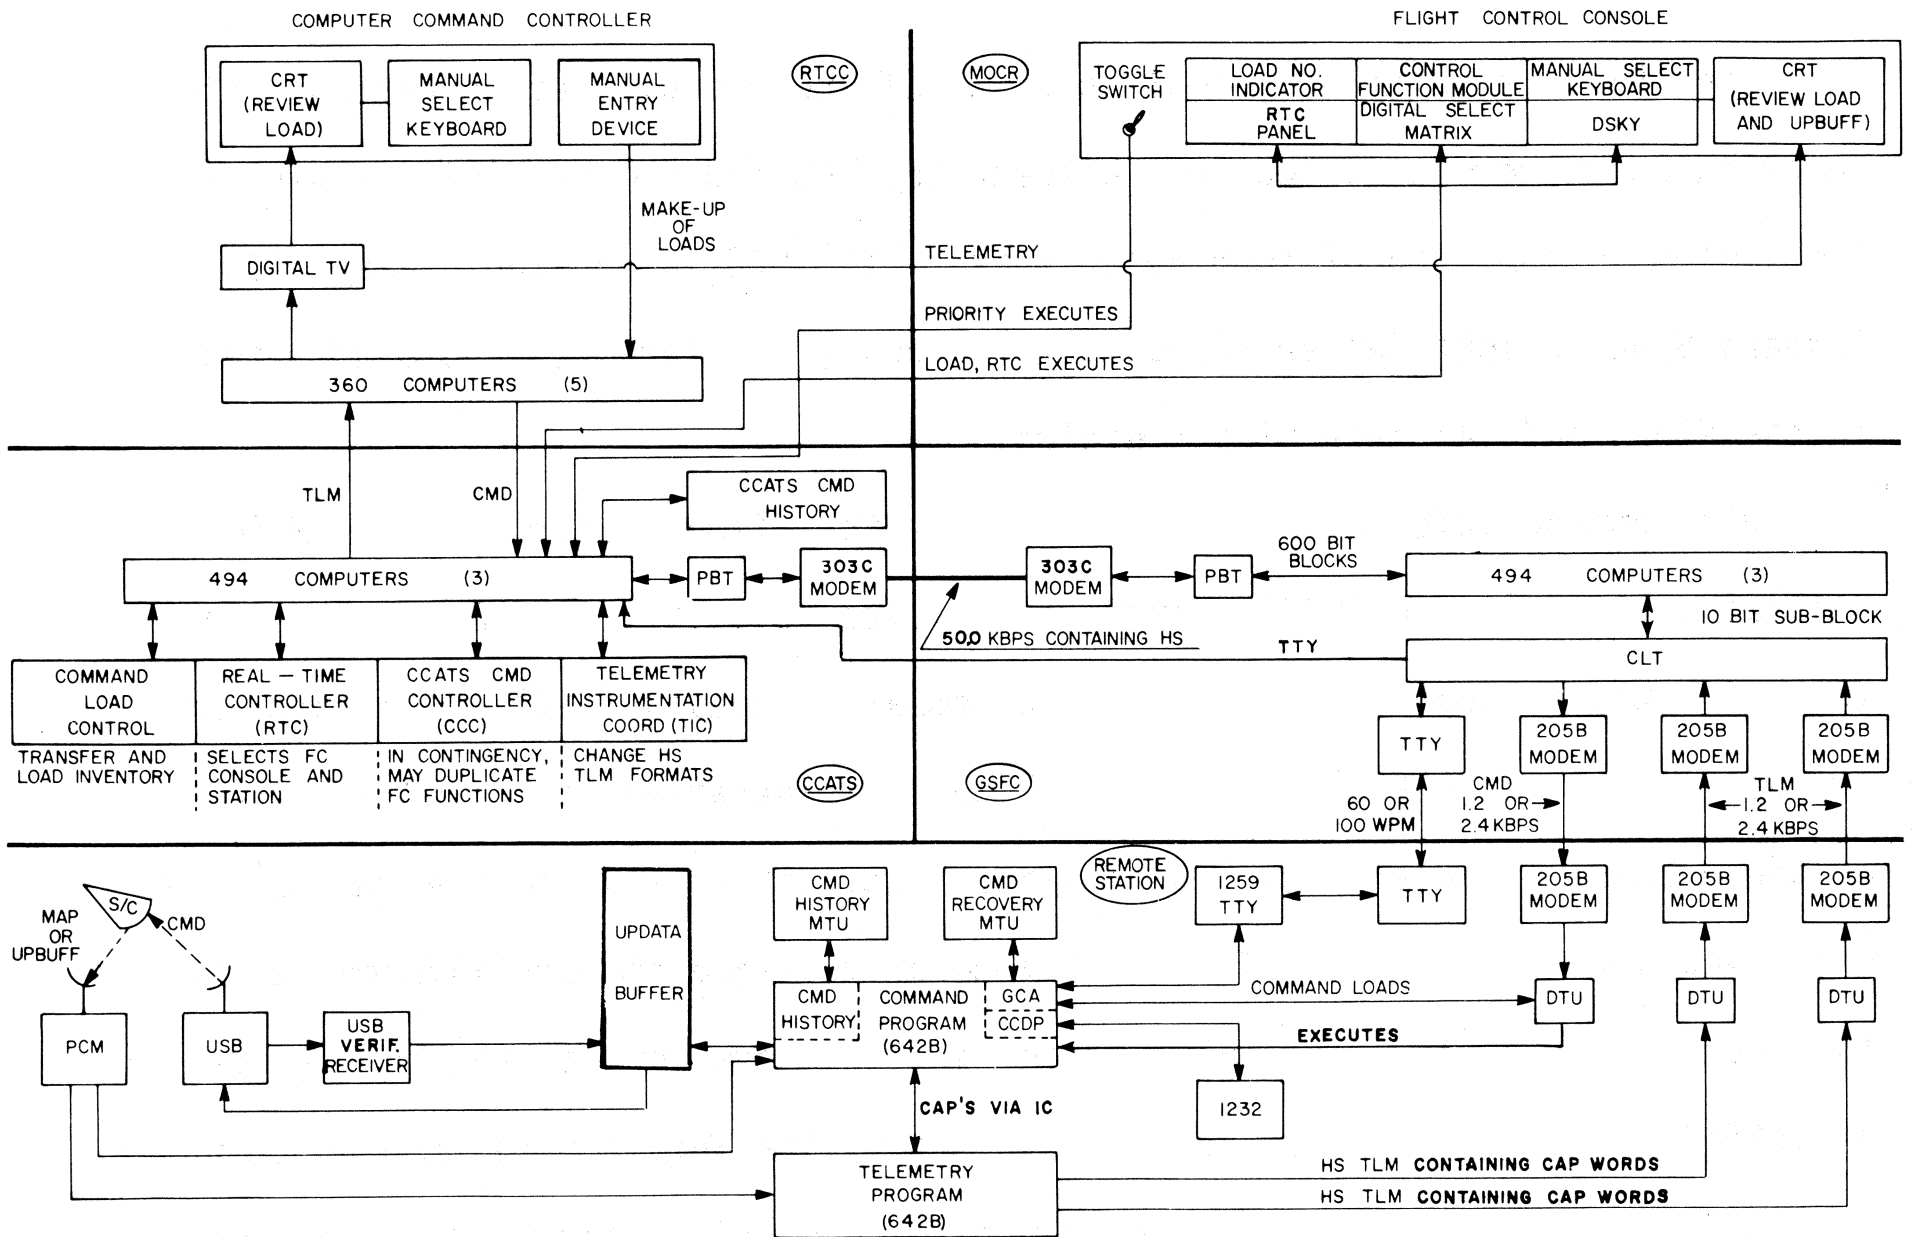 COMPUTER COMMAND CONTROLLER
CRT
(REVIEW
LOAD)
MANUAL
SELECT
KEYBOARD
MANUAL
ENTRY
DEVICE
RTCC
MAKE-UP
OF
LOADS
DIGITAL TV
360 COMPUTERS (5)
FLIGHT CONTROL CONSOLE
MOCR
TOGGLE
SWITCH
LOAD NO.
INDICATOR
RTC
PANEL
CONTROL
FUNCTION MODULE
DIGITAL SELECT
MATRIX
MANUAL SELECT
KEYBOARD
DSKY
CRT
(REVIEW LOAD
AND UPBUFF)
TELEMETRY
PRIORITY EXECUTES
LOAD, RTC EXECUTES
TLM
CMD
CCATS CMD
HISTORY
494 COMPUTERS (3)
PBT
303C
MODEM
COMMAND
LOAD
CONTROL
REAL-TIME
CONTROLLER
(RTC)
CCATS CMD
CONTROLLER
(CCC)
TELEMETRY
INSTRUMENTATION
COORD (TIC)
TRANSFER AND
LOAD INVENTORY
SELECTS FC
CONSOLE AND
STATION
IN CONTINGENCY,
MAY DUPLICATE
FC FUNCTIONS
CHANGE HS
TLM FORMATS
CCATS
303C
MODEM
PBT
600 BIT
BLOCKS
494 COMPUTERS (3)
10 BIT SUB-BLOCK
50.0 KBPS CONTAINING HS
TTY
CLT
TTY
205B
MODEM
205B
MODEM
205B
MODEM
GSFC
60 OR
100 WPM
CMD
1.2 OR
2.4 KBPS
TLM
1.2 OR
2.4 KBPS
S/C
MAP
OR
UPBUFF
CMD
PCM
USB
USB
VERIF.
RECEIVER
UPDATA
BUFFER
CMD
HISTORY
MTU
CMD
RECOVERY
MTU
REMOTE
STATION
1259
TTY
TTY
205B
MODEM
205B
MODEM
205B
MODEM
CMD
HISTORY
COMMAND
PROGRAM
(642B)
GCA
CCDP
COMMAND LOADS
EXECUTES
DTU
DTU
DTU
1232
CAP'S VIA IC
TELEMETRY
PROGRAM
(642B)
HS TLM CONTAINING CAP WORDS
HS TLM CONTAINING CAP WORDS